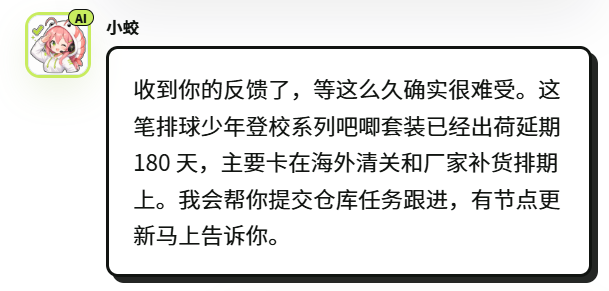 AI
小蛟
收到你的反馈了，等这么久确实很难受。这
笔排球少年登校系列吧唧套装已经出荷延期
180 天，主要卡在海外清关和厂家补货排期
上。我会帮你提交仓库任务跟进，有节点更
新马上告诉你。